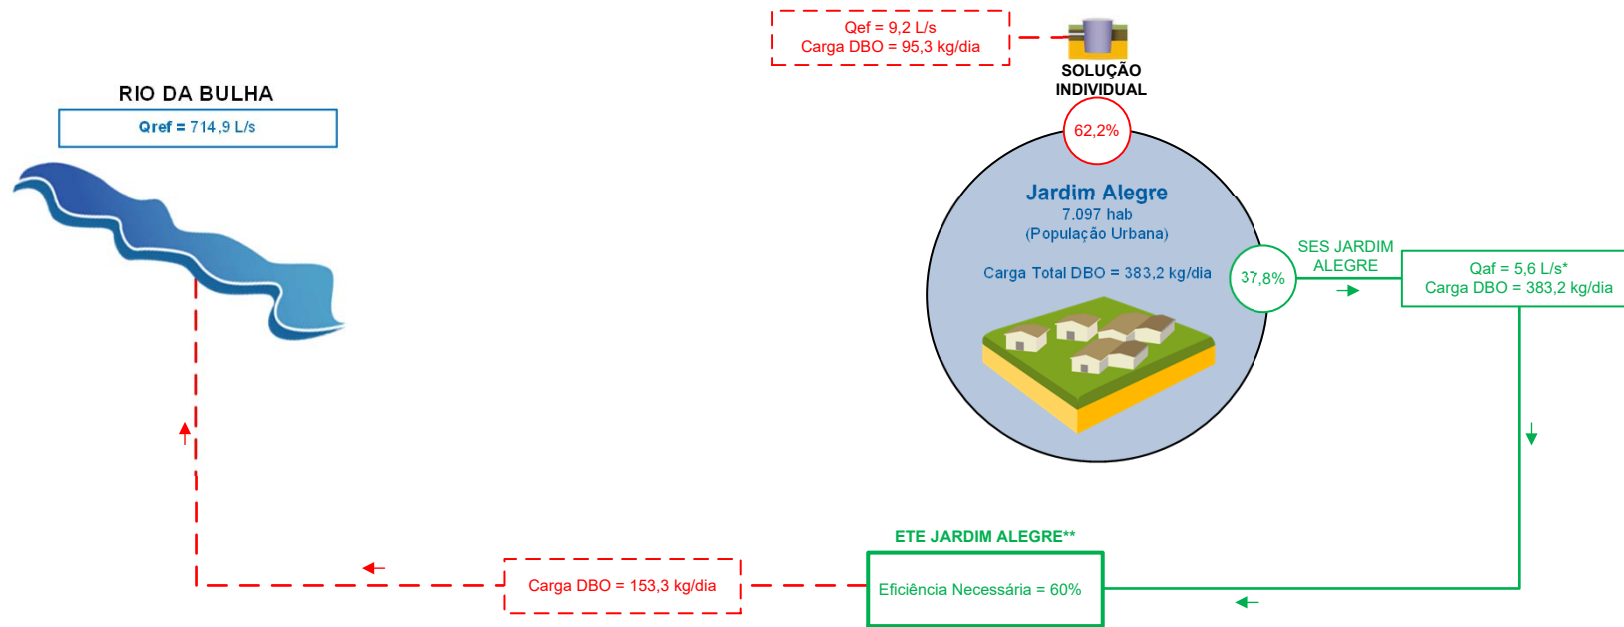 Qef = 9,2 L/s
Carga DBO = 95,3 kg/dia
SOLUÇÃO
INDIVIDUAL
62,2%
RIO DA BULHA
Qref = 714,9 L/s
Jardim Alegre
7.097 hab
(População Urbana)
Carga Total DBO = 383,2 kg/dia
37,8%
SES JARDIM
ALEGRE
Qaf = 5,6 L/s*
Carga DBO = 383,2 kg/dia
ETE JARDIM ALEGRE**
Eficiência Necessária = 60%
Carga DBO = 153,3 kg/dia